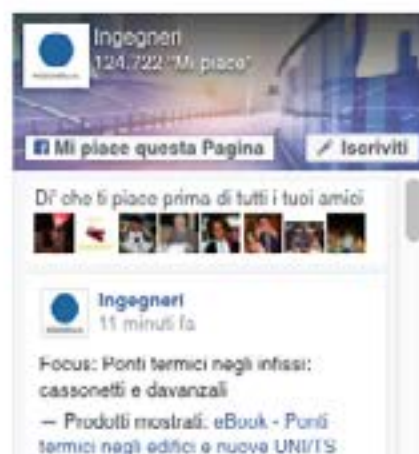 Ingegneri
124.722 "Mi piace"
Mi piace questa Pagina
Iscriviti
Di' che ti piace prima di tutti i tuoi amici
Ingegneri
11 minuti fa
Focus: Ponti termici negli infissi:
cassonetti e davanzali
— Prodotti mostrati: eBook - Ponti
termici negli edifici e nuove UNI/TS